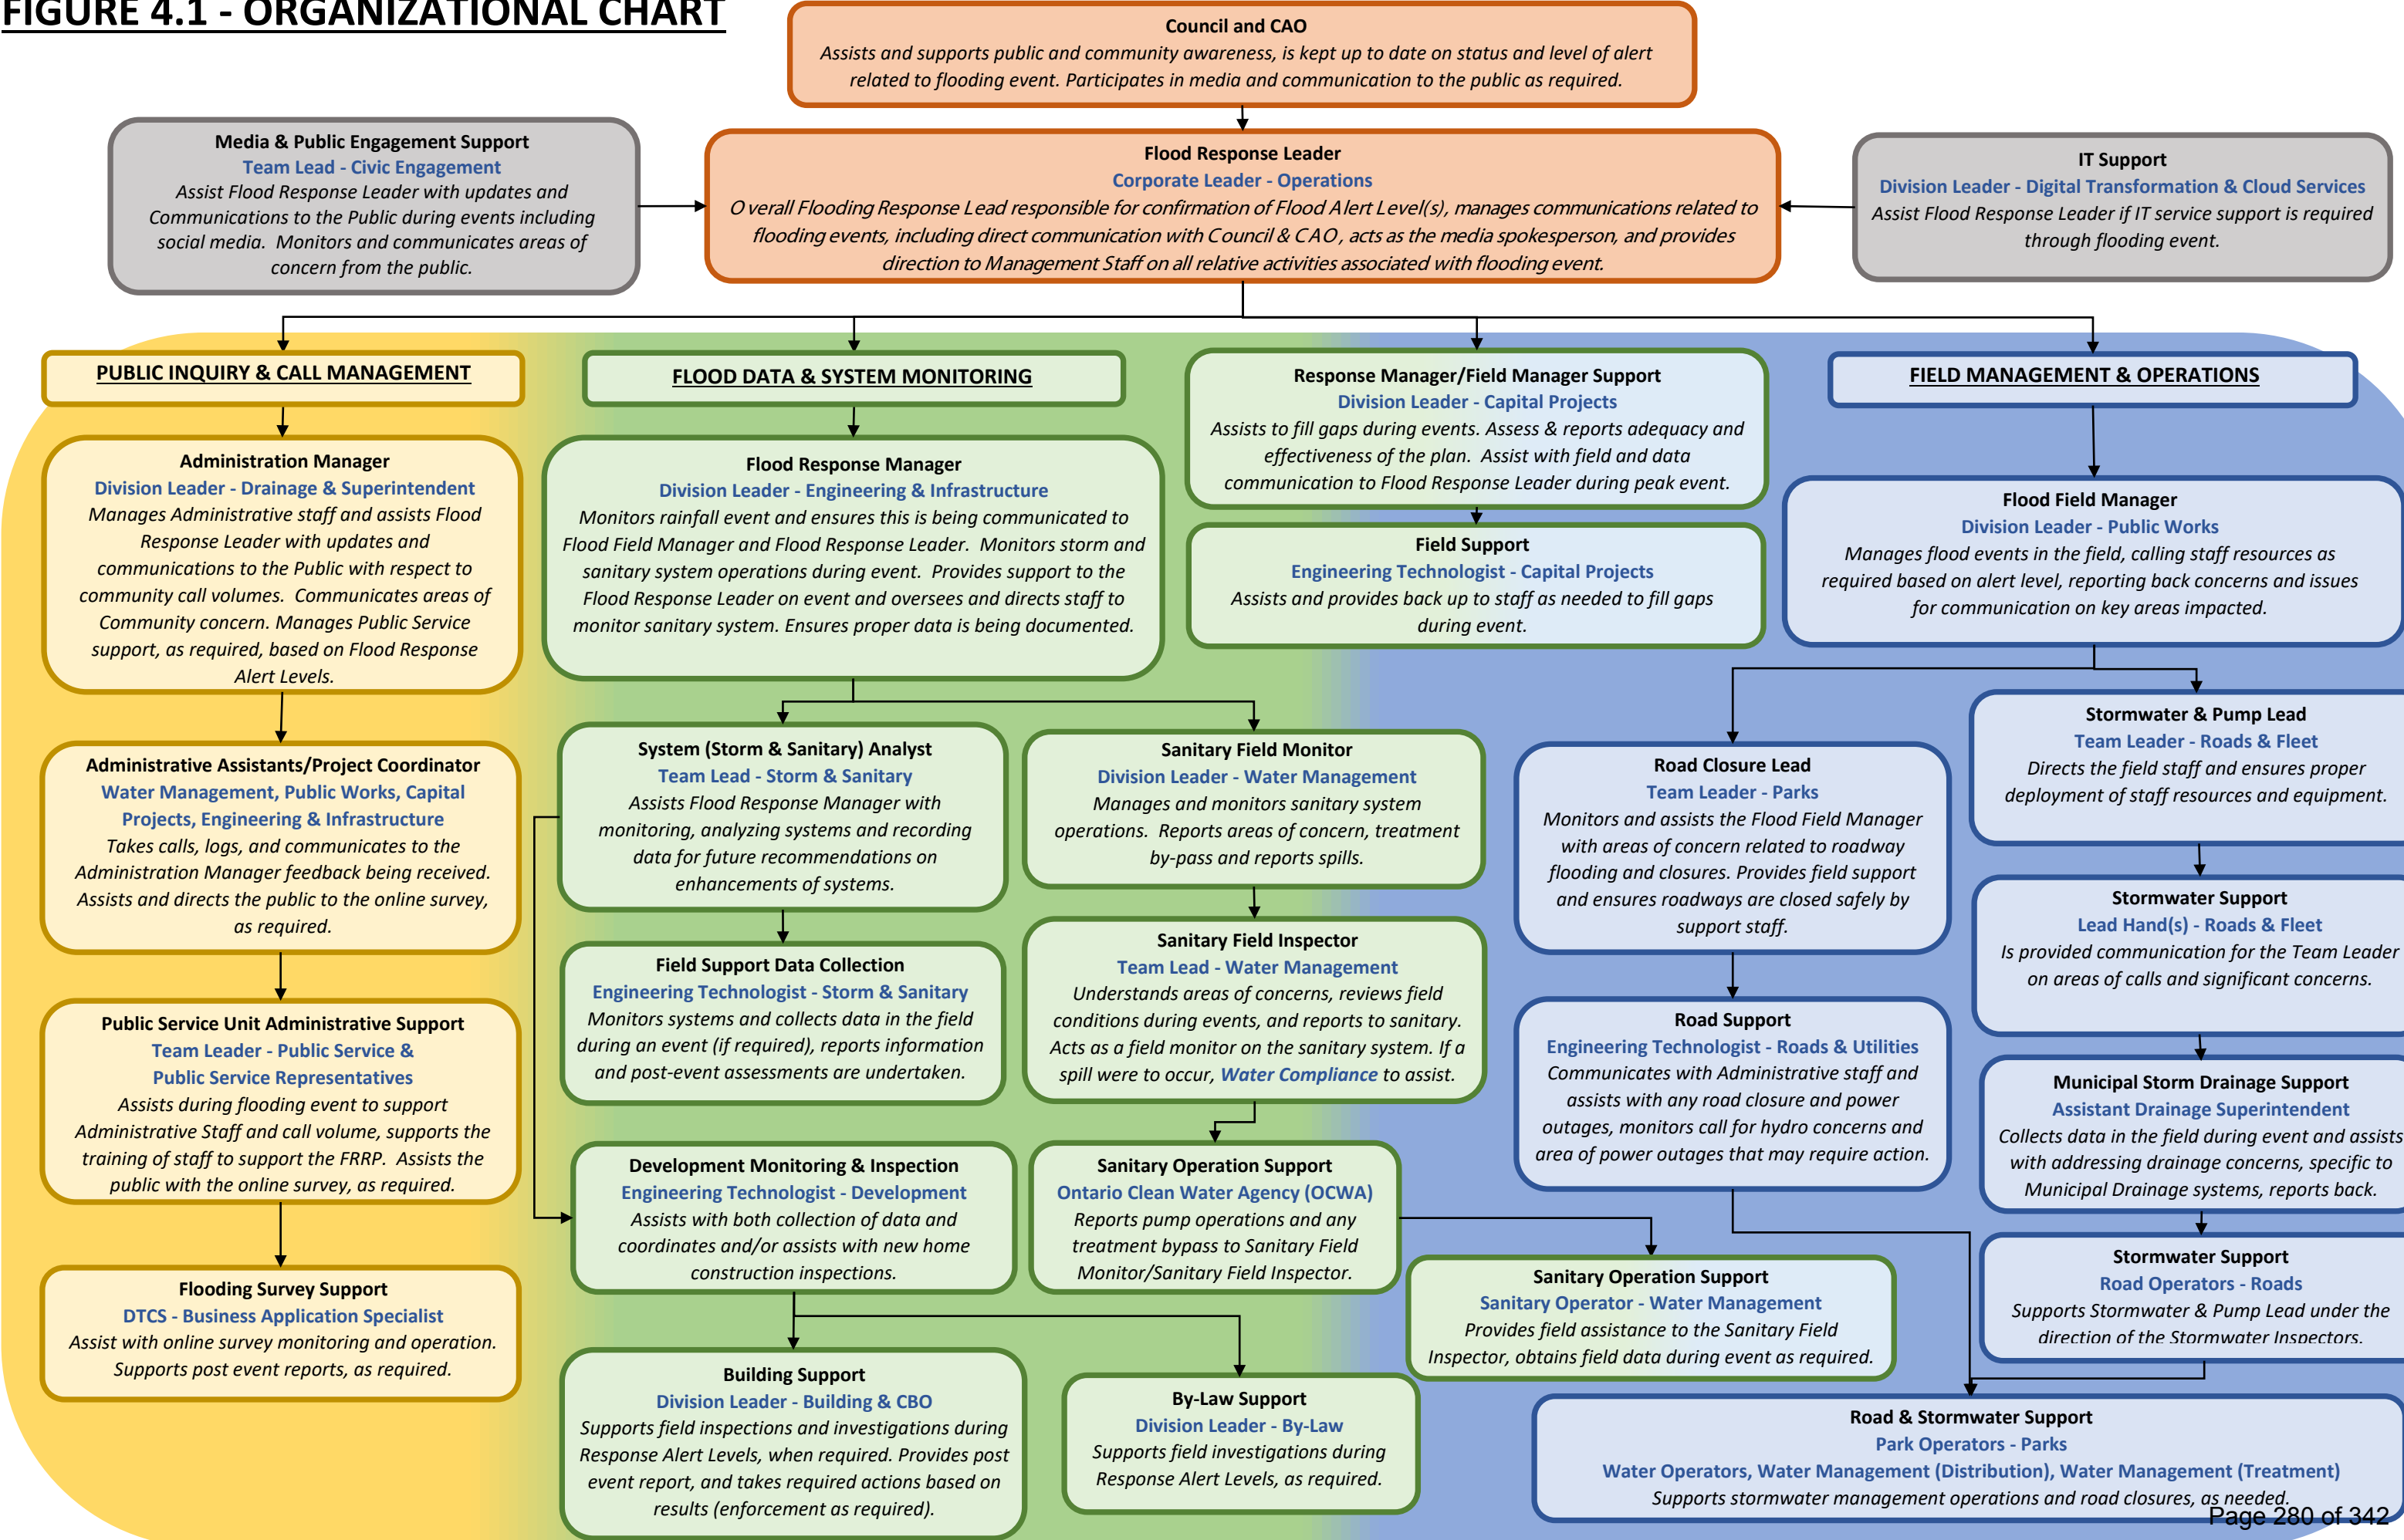 FIGURE 4.1 - ORGANIZATIONAL CHART
Council and CAO
Assists and supports public and community awareness, is kept up to date on status and level of alert
related to flooding event. Participates in media and communication to the public as required.
Media & Public Engagement Support
Team Lead - Civic Engagement
Assist Flood Response Leader with updates and
Communications to the Public during events including
social media. Monitors and communicates areas of
concern from the public.
Flood Response Leader
Corporate Leader - Operations
Overall Flooding Response Lead responsible for confirmation of Flood Alert Level(s), manages communications related to
flooding events, including direct communication with Council & CAO, acts as the media spokesperson, and provides
direction to Management Staff on all relative activities associated with flooding event.
IT Support
Division Leader - Digital Transformation & Cloud Services
Assist Flood Response Leader if IT service support is required
through flooding event.
PUBLIC INQUIRY & CALL MANAGEMENT
Administration Manager
Division Leader - Drainage & Superintendent
Manages Administrative staff and assists Flood
Response Leader with updates and
communications to the Public with respect to
community call volumes. Communicates areas of
Community concern. Manages Public Service
support, as required, based on Flood Response
Alert Levels.
Administrative Assistants/Project Coordinator
Water Management, Public Works, Capital
Projects, Engineering & Infrastructure
Takes calls, logs, and communicates to the
Administration Manager feedback being received.
Assists and directs the public to the online survey,
as required.
Public Service Unit Administrative Support
Team Leader - Public Service &
Public Service Representatives
Assists during flooding event to support
Administrative Staff and call volume, supports the
training of staff to support the FRRP. Assists the
public with the online survey, as required.
Flooding Survey Support
DTCS - Business Application Specialist
Assist with online survey monitoring and operation.
Supports post event reports, as required.
FLOOD DATA & SYSTEM MONITORING
Flood Response Manager
Division Leader - Engineering & Infrastructure
Monitors rainfall event and ensures this is being communicated to
Flood Field Manager and Flood Response Leader. Monitors storm and
sanitary system operations during event. Provides support to the
Flood Response Leader on event and oversees and directs staff to
monitor sanitary system. Ensures proper data is being documented.
System (Storm & Sanitary) Analyst
Team Lead - Storm & Sanitary
Assists Flood Response Manager with
monitoring, analyzing systems and recording
data for future recommendations on
enhancements of systems.
Field Support Data Collection
Engineering Technologist - Storm & Sanitary
Monitors systems and collects data in the field
during an event (if required), reports information
and post-event assessments are undertaken.
Development Monitoring & Inspection
Engineering Technologist - Development
Assists with both collection of data and
coordinates and/or assists with new home
construction inspections.
Building Support
Division Leader - Building & CBO
Supports field inspections and investigations during
Response Alert Levels, when required. Provides post
event report, and takes required actions based on
results (enforcement as required).
Sanitary Field Monitor
Division Leader - Water Management
Manages and monitors sanitary system
operations. Reports areas of concern, treatment
by-pass and reports spills.
Sanitary Field Inspector
Team Lead - Water Management
Understands areas of concerns, reviews field
conditions during events, and reports to sanitary.
Acts as a field monitor on the sanitary system. If a
spill were to occur, Water Compliance to assist.
Sanitary Operation Support
Ontario Clean Water Agency (OCWA)
Reports pump operations and any
treatment bypass to Sanitary Field
Monitor/Sanitary Field Inspector.
By-Law Support
Division Leader - By-Law
Supports field investigations during
Response Alert Levels, as required.
Response Manager/Field Manager Support
Division Leader - Capital Projects
Assists to fill gaps during events. Assess & reports adequacy and
effectiveness of the plan. Assist with field and data
communication to Flood Response Leader during peak event.
Field Support
Engineering Technologist - Capital Projects
Assists and provides back up to staff as needed to fill gaps
during event.
Sanitary Operation Support
Sanitary Operator - Water Management
Provides field assistance to the Sanitary Field
Inspector, obtains field data during event as required.
FIELD MANAGEMENT & OPERATIONS
Flood Field Manager
Division Leader - Public Works
Manages flood events in the field, calling staff resources as
required based on alert level, reporting back concerns and issues
for communication on key areas impacted.
Road Closure Lead
Team Leader - Parks
Monitors and assists the Flood Field Manager
with areas of concern related to roadway
flooding and closures. Provides field support
and ensures roadways are closed safely by
support staff.
Road Support
Engineering Technologist - Roads & Utilities
Communicates with Administrative staff and
assists with any road closure and power
outages, monitors call for hydro concerns and
area of power outages that may require action.
Stormwater & Pump Lead
Team Leader - Roads & Fleet
Directs the field staff and ensures proper
deployment of staff resources and equipment.
Stormwater Support
Lead Hand(s) - Roads & Fleet
Is provided communication for the Team Leader
on areas of calls and significant concerns.
Municipal Storm Drainage Support
Assistant Drainage Superintendent
Collects data in the field during event and assists
with addressing drainage concerns, specific to
Municipal Drainage systems, reports back.
Stormwater Support
Road Operators - Roads
Supports Stormwater & Pump Lead under the
direction of the Stormwater Inspectors.
Road & Stormwater Support
Park Operators - Parks
Water Operators, Water Management (Distribution), Water Management (Treatment)
Supports stormwater management operations and road closures, as needed.
Page 280 of 342